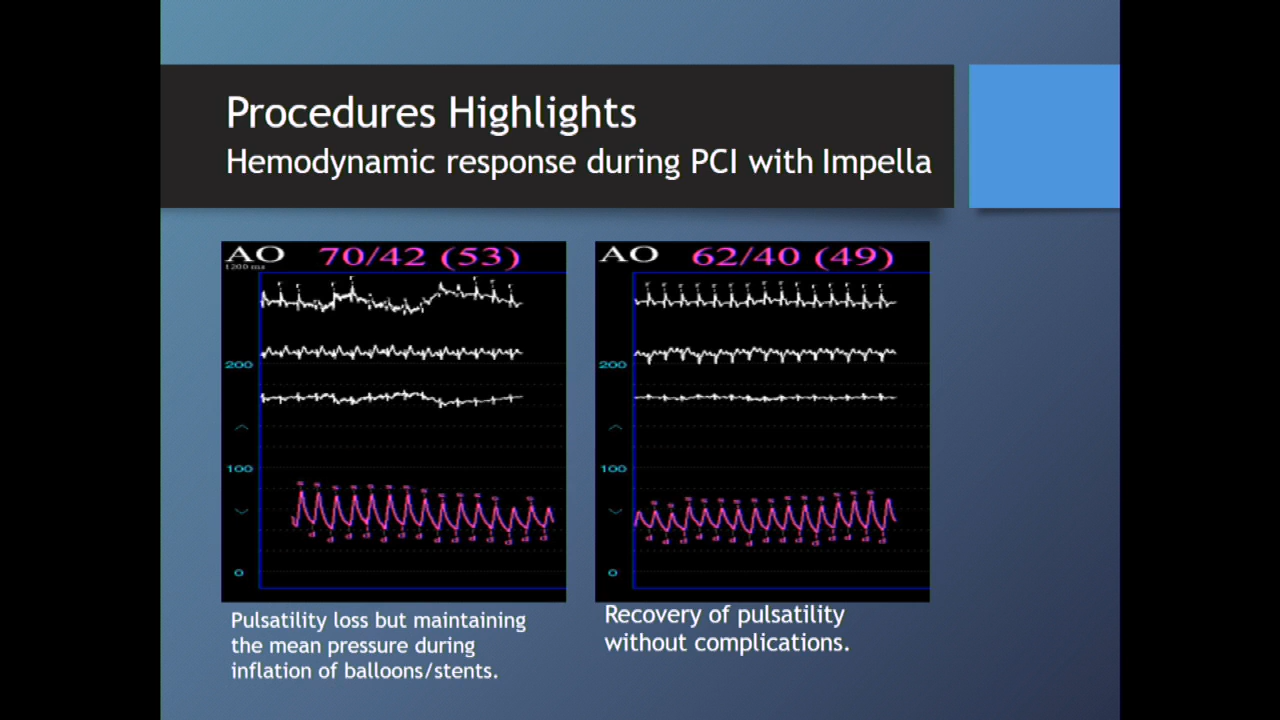 Procedures Highlights
Hemodynamic response during PCI with Impella
AO 70/42 (53)
1200 ma
200
100
0
AO 62/40 (49)
200
100
0
Pulsatility loss but maintaining
the mean pressure during
inflation of balloons/stents.
Recovery of pulsatility
without complications.